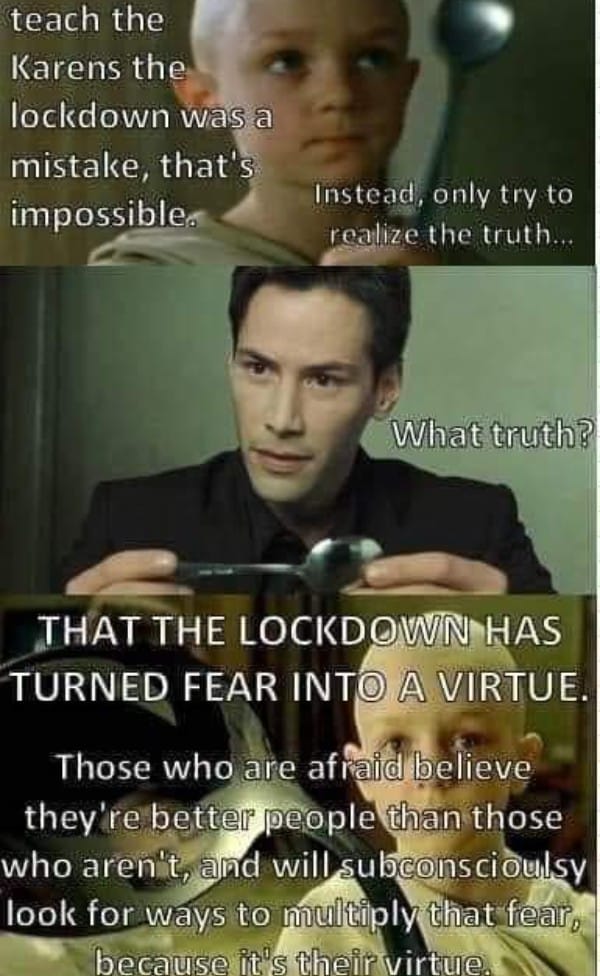 teach the
Karens the
lockdown was a
mistake, that's
impossible.
Instead, only try to
realize the truth...
What truth?
THAT THE LOCKDOWN HAS
TURNED FEAR INTO A VIRTUE.
Those who are afraid believe
they're better people than those
who aren't, and will subconscioulsy
look for ways to multiply that fear,
because it's their virtue.